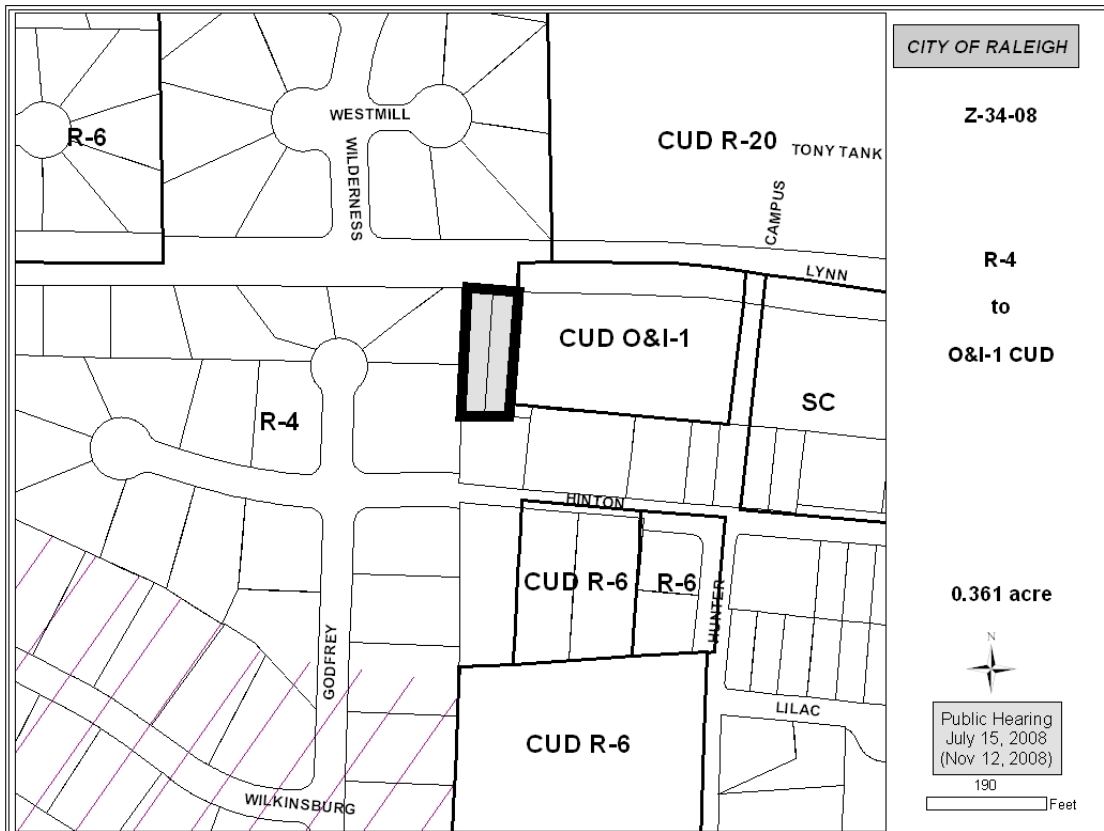 R-6
WESTMILL
WILDERNESS
CUD R-20
TONY TANK
CAMPUS
LYNN
CUD O&I-1
SC
R-4
HINTON
CUD R-6
R-6
HUNTER
GODFREY
LILAC
CUD R-6
WILKINSBURG
CITY OF RALEIGH
Z-34-08
R-4
to
O&I-1 CUD
0.361 acre
N
Public Hearing
July 15, 2008
(Nov 12, 2008)
190
Feet